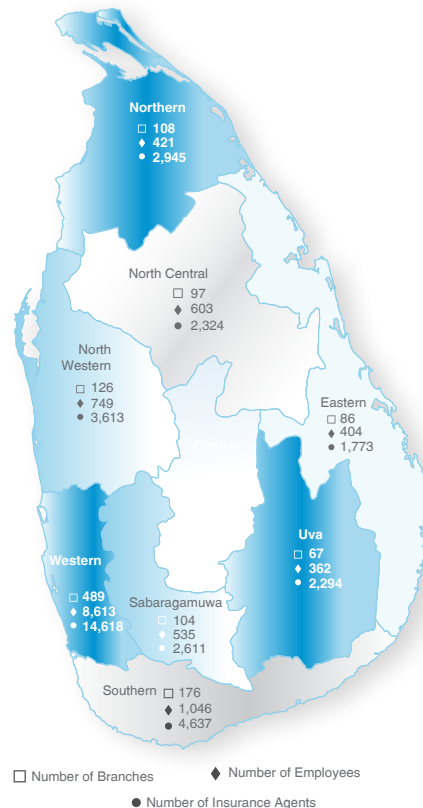 Northern
108
421
2,945
North Central
97
603
2,324
North
Western
126
749
3,613
Eastern
86
404
1,773
Central
Uva
67
362
2,294
Western
489
8,613
14,618
Sabaragamuwa
104
535
2,611
Southern 176
1,046
4,637
Number of Branches
Number of Employees
Number of Insurance Agents